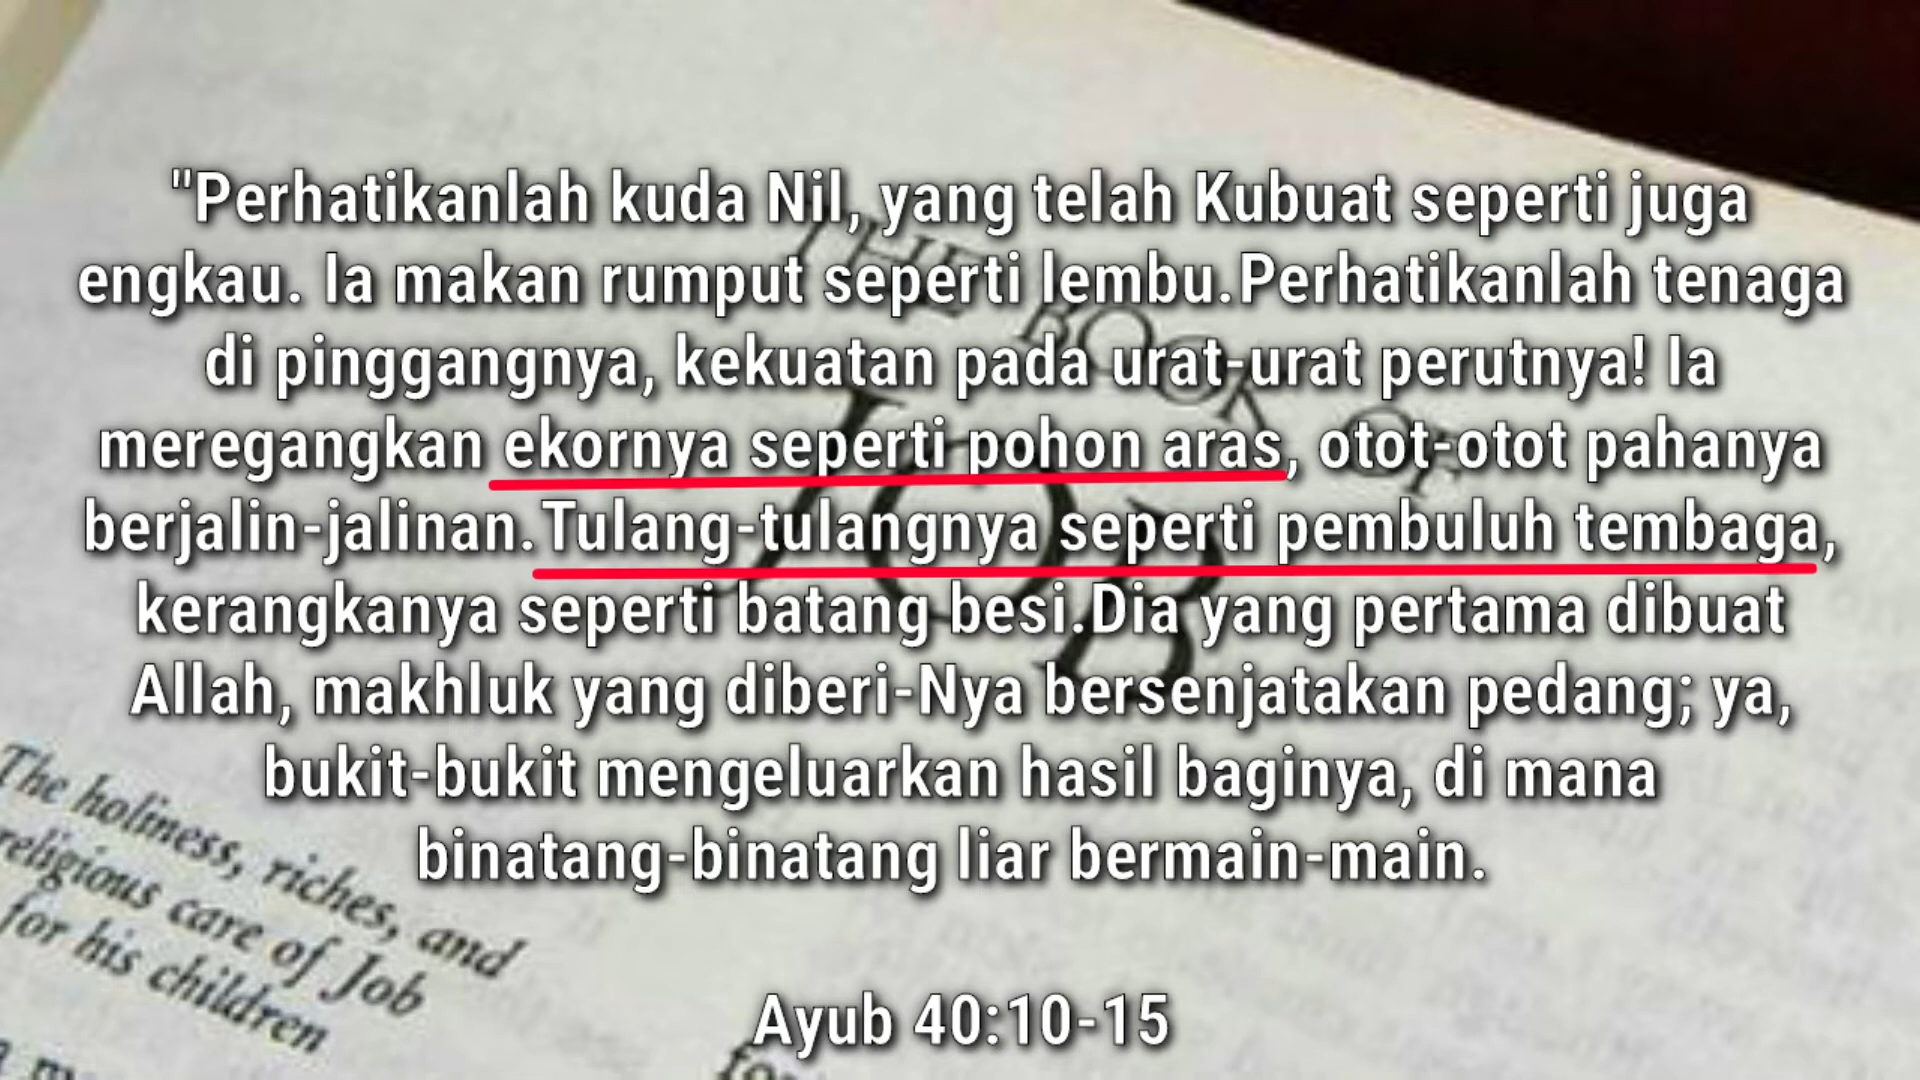 "Perhatikanlah kuda Nil, yang telah Kubuat seperti juga
engkau. Ia makan rumput seperti lembu.Perhatikanlah tenaga
di pinggangnya, kekuatan pada urat-urat perutnya! Ia
meregangkan ekornya seperti pohon aras, otot-otot pahanya
berjalin-jalinan.Tulang-tulangnya seperti pembuluh tembaga,
kerangkanya seperti batang besi.Dia yang pertama dibuat
Allah, makhluk yang diberi-Nya bersenjatakan pedang; ya,
bukit-bukit mengeluarkan hasil baginya, di mana
binatang-binatang liar bermain-main.
Ayub 40:10-15
THE BOOK OF
JOB
The holiness, riches, and
religious care of Job
for his children